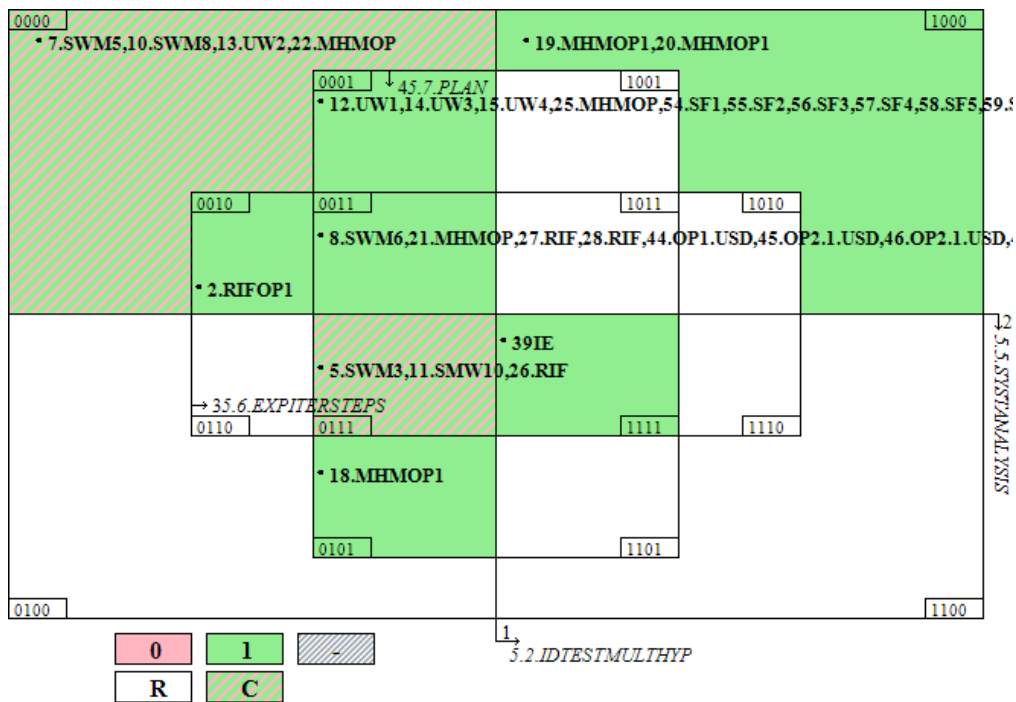 0000
1000
7.SWM5,10.SWM8,13.UW2,22.MHMOP
19.MHMOP1,20.MHMOP1
0001
45.7.PLAN
1001
12.UW1,14.UW3,15.UW4,25.MHMOP,54.SF1,55.SF2,56.SF3,57.SF4,58.SF5,59.S
0010
0011
1011
1010
8.SWM6,21.MHMOP,27.RIF,28.RIF,44.OP1.USD,45.OP2.1.USD,46.OP2.1.USD,4
2.RIFOP1
2
5.5.SYSTANALYSIS
39IE
5.SWM3,11.SMW10,26.RIF
35.6.EXPITERSTEPS
0110
0111
1111
1110
18.MHMOP1
0101
1101
0100
1100
1
5.2.IDTESTMULTHYP
0
1
-
R
C